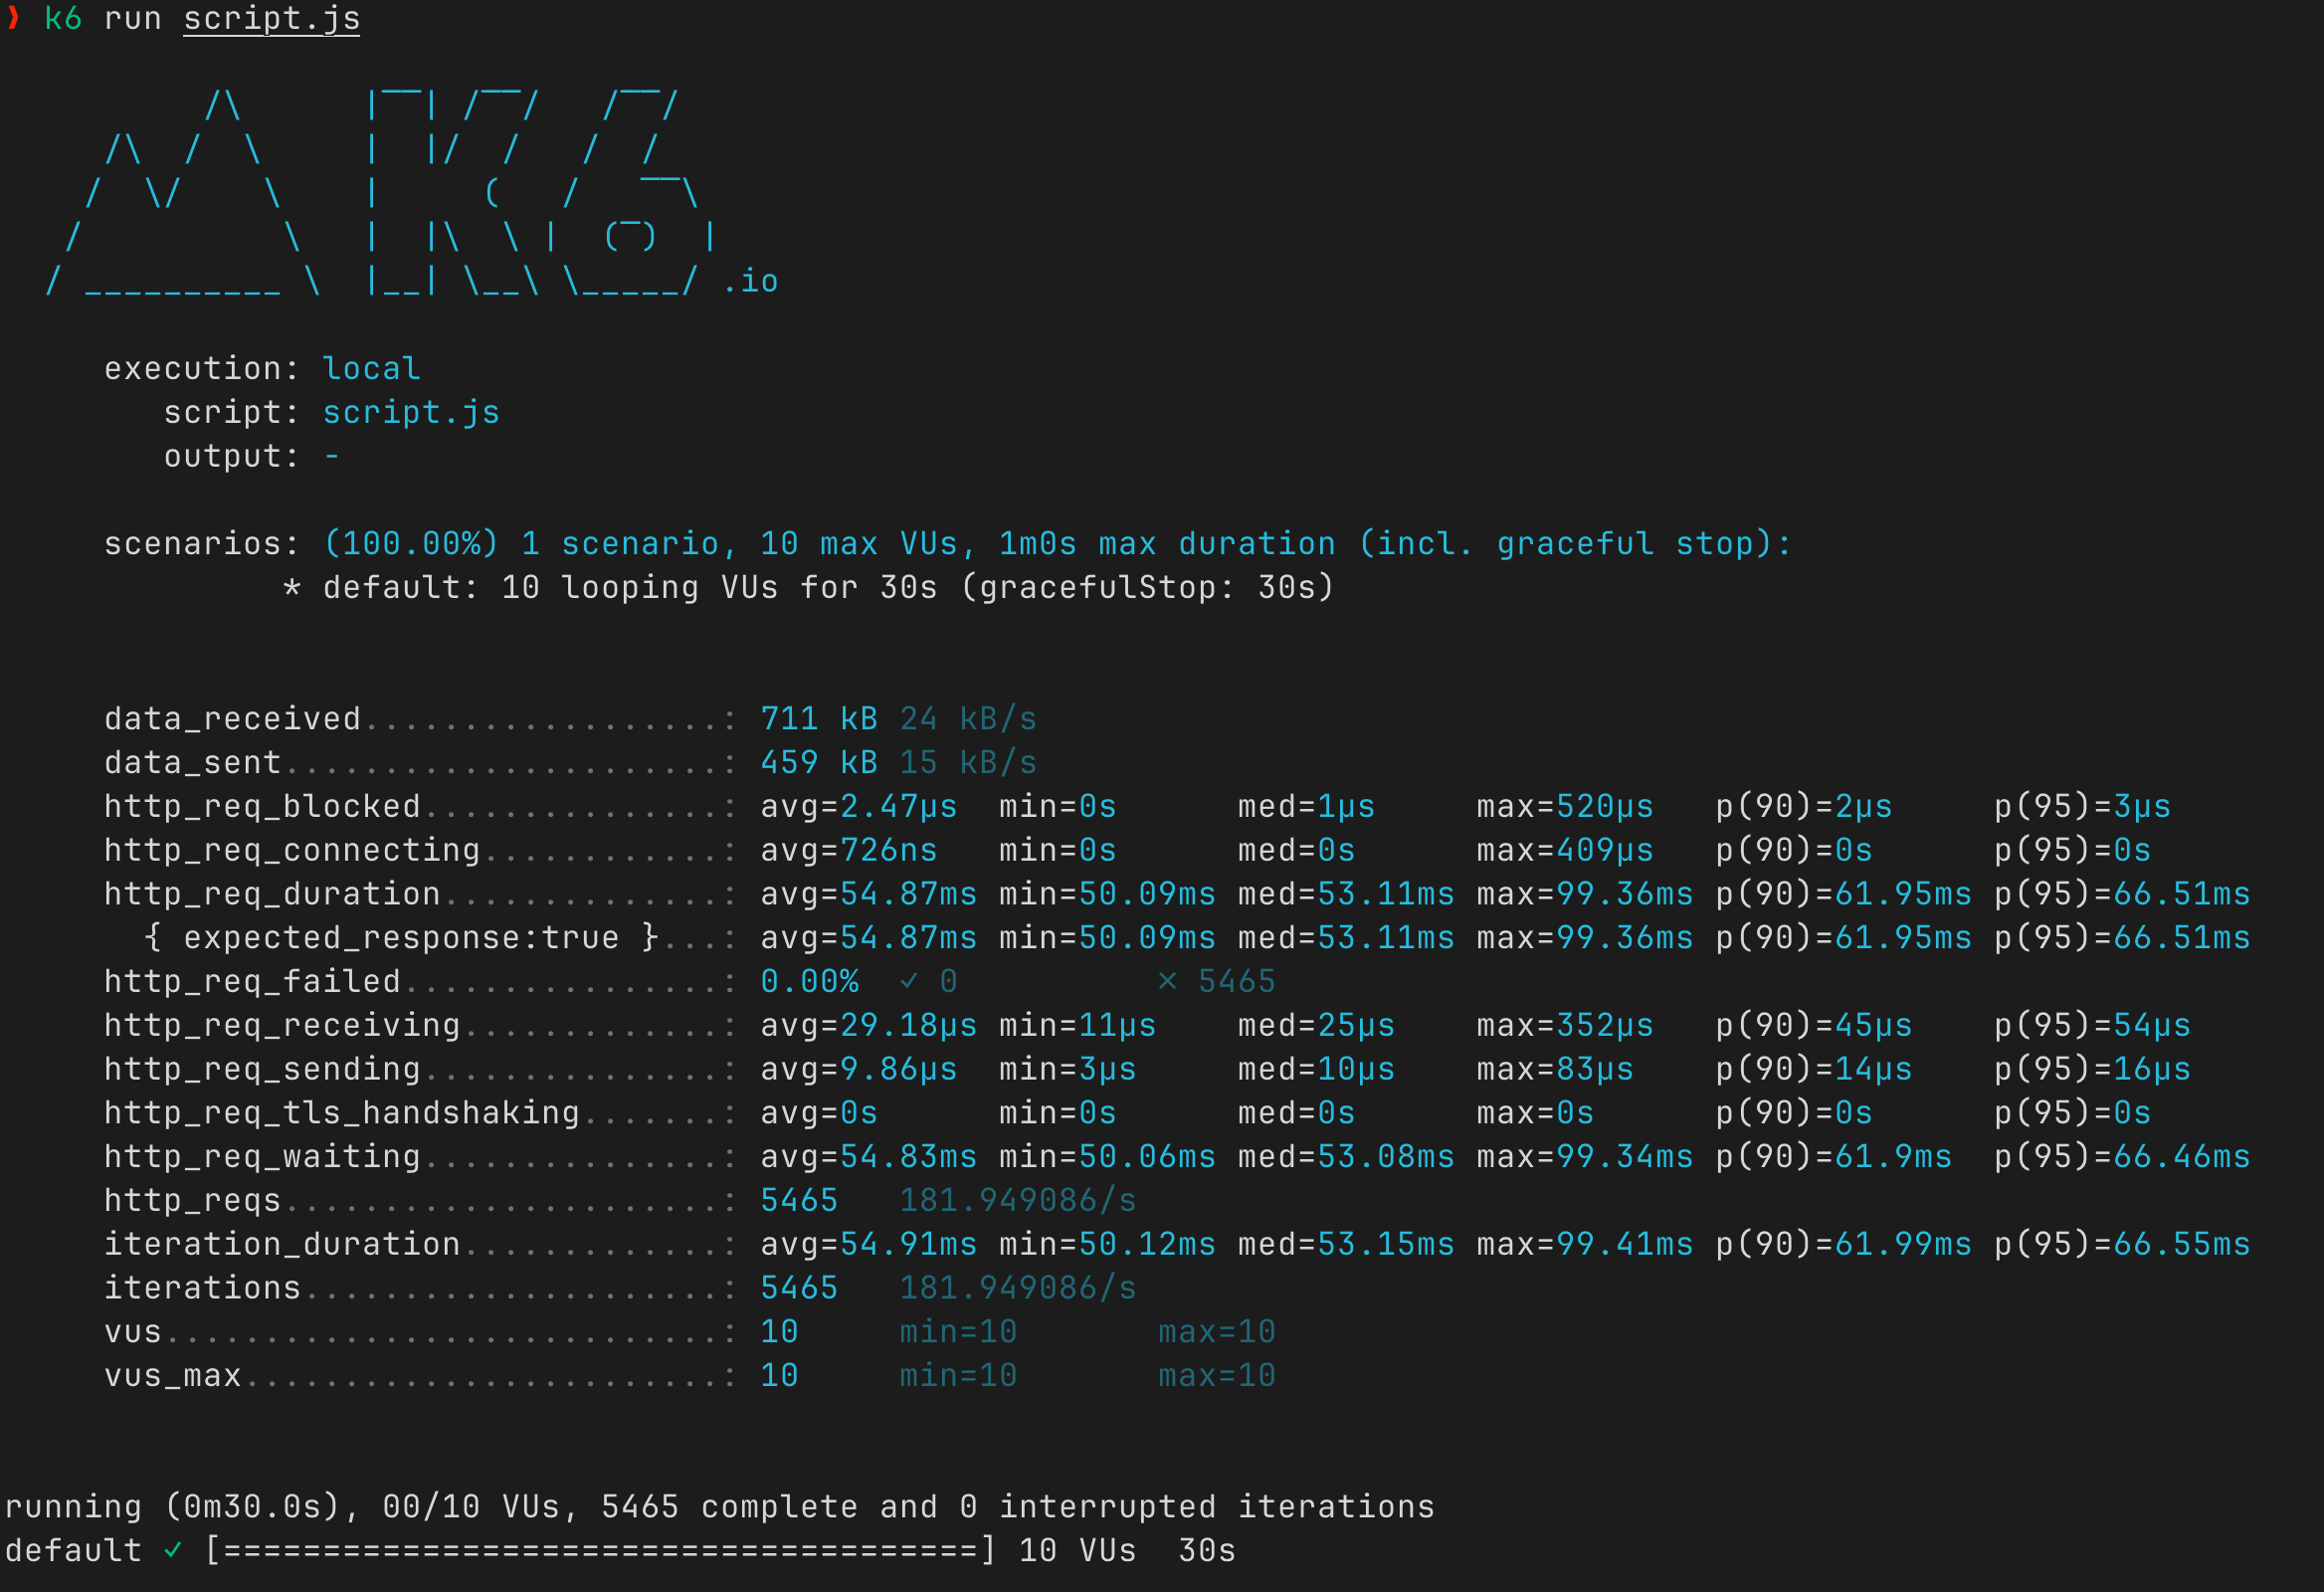 ❯ k6 run script.js
          /\      |‾‾| /‾‾/   /‾‾/
     /\  /  \     |  |/  /   /  /
    /  \/    \    |     (   /   ‾‾\
   /          \   |  |\  \ |  (‾)  |
  / __________ \  |__| \__\ \_____/ .io
execution: local
script: script.js
output: -
scenarios: (100.00%) 1 scenario, 10 max VUs, 1m0s max duration (incl. graceful stop):
* default: 10 looping VUs for 30s (gracefulStop: 30s)
data_received..................: 711 kB 24 kB/s
data_sent......................: 459 kB 15 kB/s
http_req_blocked...............: avg=2.47µs  min=0s      med=1µs     max=520µs   p(90)=2µs     p(95)=3µs
http_req_connecting............: avg=726ns   min=0s      med=0s      max=409µs   p(90)=0s      p(95)=0s
http_req_duration..............: avg=54.87ms min=50.09ms med=53.11ms max=99.36ms p(90)=61.95ms p(95)=66.51ms
{ expected_response:true }...: avg=54.87ms min=50.09ms med=53.11ms max=99.36ms p(90)=61.95ms p(95)=66.51ms
http_req_failed................: 0.00%  ✓ 0          ✗ 5465
http_req_receiving.............: avg=29.18µs min=11µs    med=25µs    max=352µs   p(90)=45µs    p(95)=54µs
http_req_sending...............: avg=9.86µs  min=3µs     med=10µs    max=83µs    p(90)=14µs    p(95)=16µs
http_req_tls_handshaking.......: avg=0s      min=0s      med=0s      max=0s      p(90)=0s      p(95)=0s
http_req_waiting...............: avg=54.83ms min=50.06ms med=53.08ms max=99.34ms p(90)=61.9ms  p(95)=66.46ms
http_reqs......................: 5465   181.949086/s
iteration_duration.............: avg=54.91ms min=50.12ms med=53.15ms max=99.41ms p(90)=61.99ms p(95)=66.55ms
iterations.....................: 5465   181.949086/s
vus............................: 10     min=10       max=10
vus_max........................: 10     min=10       max=10
running (0m30.0s), 00/10 VUs, 5465 complete and 0 interrupted iterations
default ✓ [======================================] 10 VUs  30s